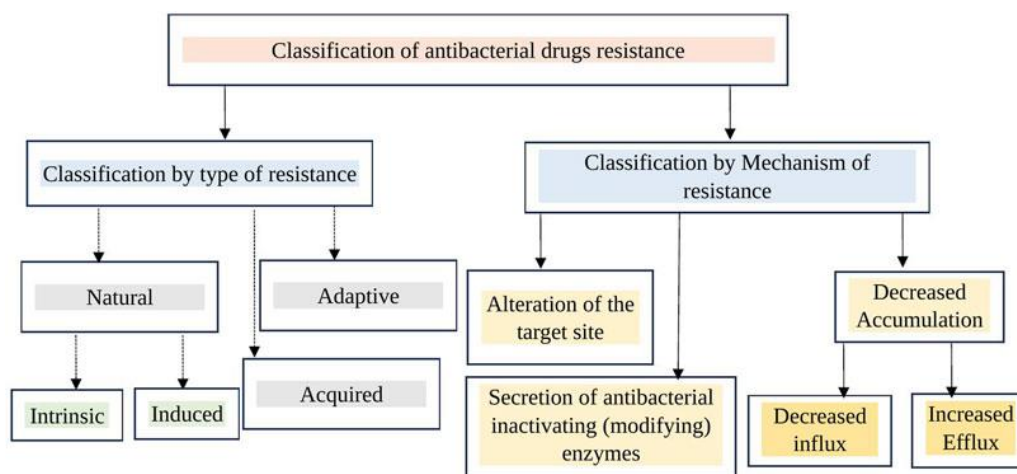 Classification of antibacterial drugs resistance
Classification by type of resistance
Classification by Mechanism of
resistance
Natural
Adaptive
Acquired
Intrinsic
Induced
Alteration of the
target site
Secretion of antibacterial
inactivating (modifying)
enzymes
Decreased
Accumulation
Decreased
influx
Increased
Efflux